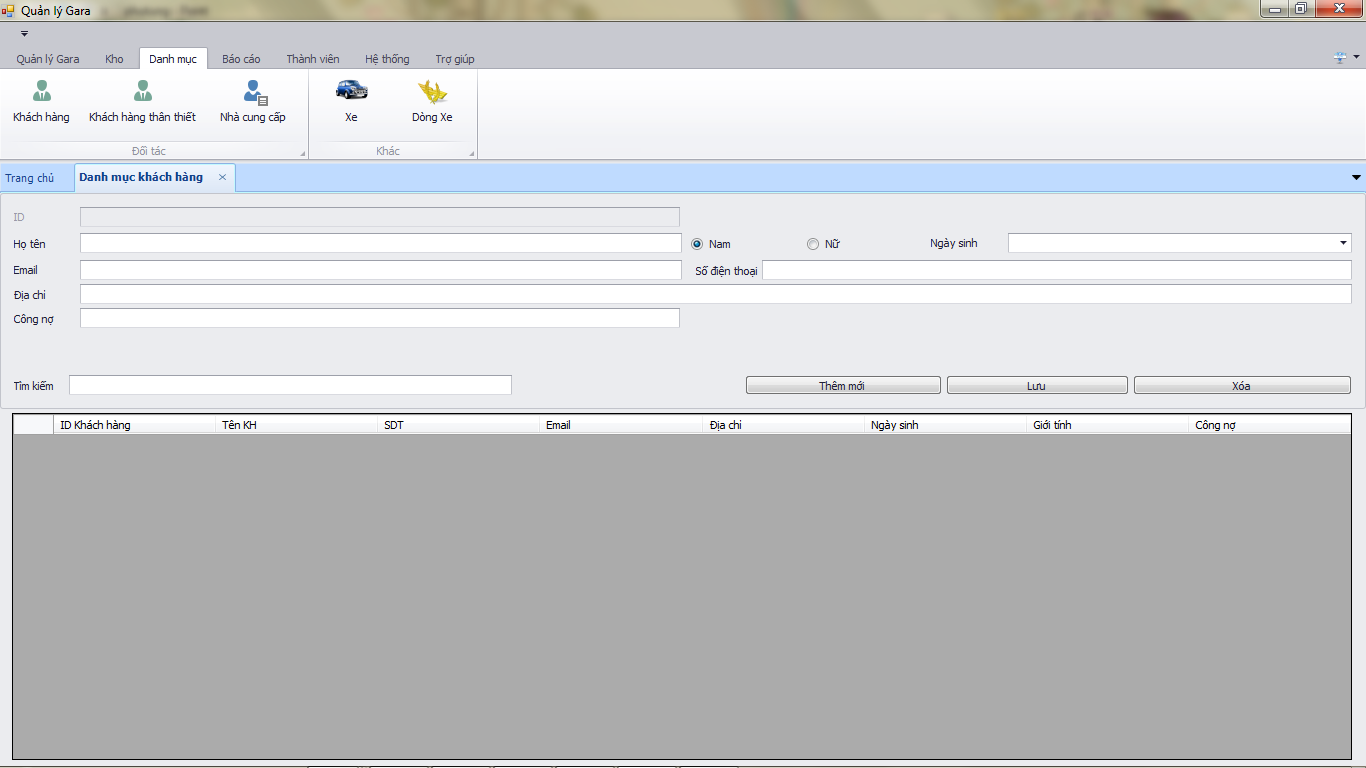 Quản lý Gara
Quản lý Gara Kho Danh mục Báo cáo Thành viên Hệ thống Trợ giúp
Khách hàng Khách hàng thân thiết Nhà cung cấp Xe Dòng Xe
Đối tác Khác
Trang chủ Danh mục khách hàng
ID
Họ tên Nam Nữ Ngày sinh
Email Số điện thoại
Địa chỉ
Công nợ
Tìm kiếm Thêm mới Lưu Xóa
ID Khách hàng Tên KH SDT Email Địa chỉ Ngày sinh Giới tính Công nợ